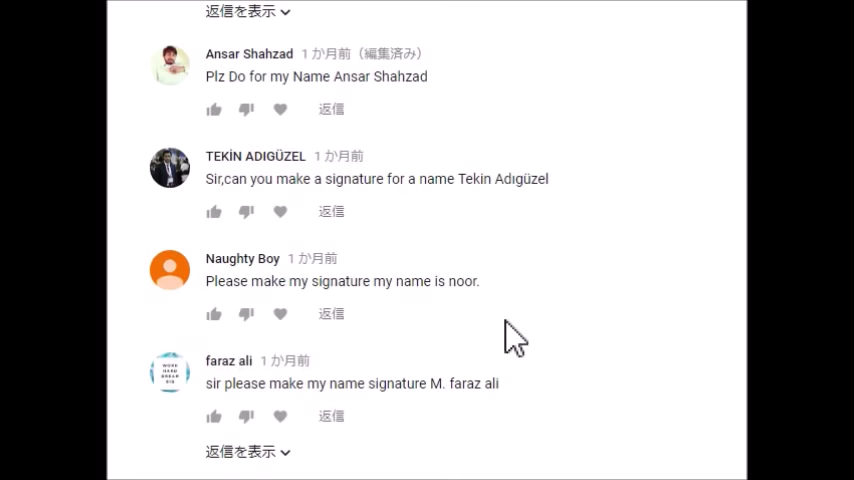 返信を表示
Ansar Shahzad 1 か月前（編集済み）
Plz Do for my Name Ansar Shahzad
返信
TEKİN ADIGÜZEL 1 か月前
Sir,can you make a signature for a name Tekin Adıgüzel
返信
Naughty Boy 1 か月前
Please make my signature my name is noor.
返信
WORK
HARD
DREAM
BIG
faraz ali 1 か月前
sir please make my name signature M. faraz ali
返信
返信を表示